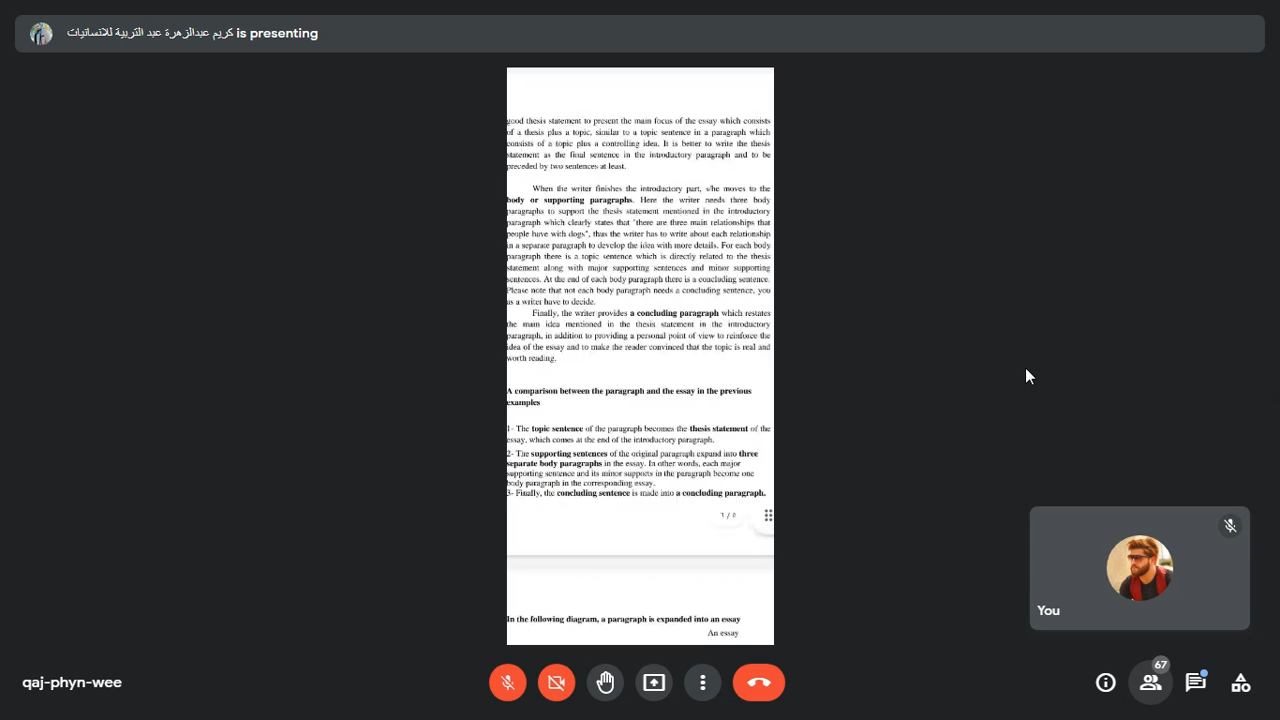 كريم عبدالزهرة عبد التربية للانسانيات is presenting
good thesis statement to present the main focus of the essay which consists
of a thesis plus a topic, similar to a topic sentence in a paragraph which
consists of a topic plus a controlling idea. It is better to write the thesis
statement as the final sentence in the introductory paragraph and to be
preceded by two sentences at least.
When the writer finishes the introductory part, s/he moves to the
body or supporting paragraphs. Here the writer needs three body
paragraphs to support the thesis statement mentioned in the introductory
paragraph which clearly states that "there are three main relationships that
people have with dogs", thus the writer has to write about each relationship
in a separate paragraph to develop the idea with more details. For each body
paragraph there is a topic sentence which is directly related to the thesis
statement along with major supporting sentences and minor supporting
sentences. At the end of each body paragraph there is a concluding sentence.
Please note that not each body paragraph needs a concluding sentence, you
as a writer have to decide.
Finally, the writer provides a concluding paragraph which restates
the main idea mentioned in the thesis statement in the introductory
paragraph, in addition to providing a personal point of view to reinforce the
idea of the essay and to make the reader convinced that the topic is real and
worth reading.
A comparison between the paragraph and the essay in the previous
examples
1- The topic sentence of the paragraph becomes the thesis statement of the
essay, which comes at the end of the introductory paragraph.
2- The supporting sentences of the original paragraph expand into three
separate body paragraphs in the essay. In other words, each major
supporting sentence and its minor supports in the paragraph become one
body paragraph in the corresponding essay.
3- Finally, the concluding sentence is made into a concluding paragraph.
In the following diagram, a paragraph is expanded into an essay
An essay
You
qaj-phyn-wee
67